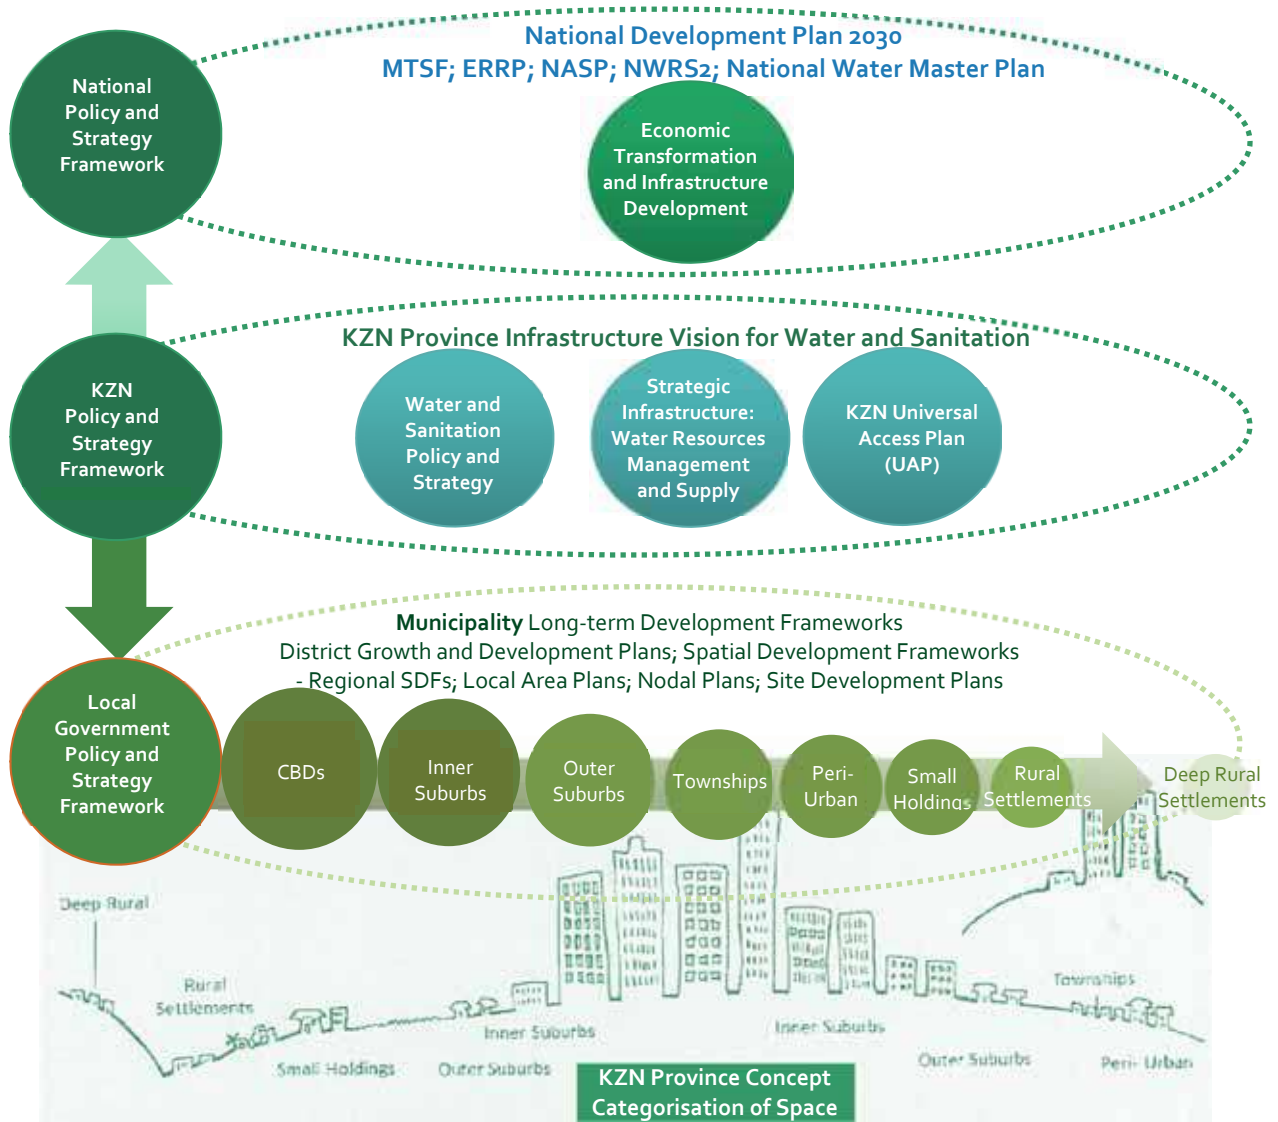 National Development Plan 2030
MTSF; ERRP; NASP; NWRS2; National Water Master Plan
National
Policy and
Strategy
Framework
Economic
Transformation
and Infrastructure
Development
KZN Province Infrastructure Vision for Water and Sanitation
KZN
Policy and
Strategy
Framework
Water and
Sanitation
Policy and
Strategy
Strategic
Infrastructure:
Water Resources
Management
and Supply
KZN Universal
Access Plan
(UAP)
Municipality Long-term Development Frameworks
District Growth and Development Plans; Spatial Development Frameworks
- Regional SDFs; Local Area Plans; Nodal Plans; Site Development Plans
Local
Government
Policy and
Strategy
Framework
CBDs
Inner
Suburbs
Outer
Suburbs
Townships
Peri-
Urban
Small
Holdings
Rural
Settlements
Deep Rural
Settlements
Deep Rural
Rural
Settlements
Small Holdings
Outer Suburbs
Inner Suburbs
Inner Suburbs
Outer Suburbs
Townships
Peri- Urban
KZN Province Concept
Categorisation of Space